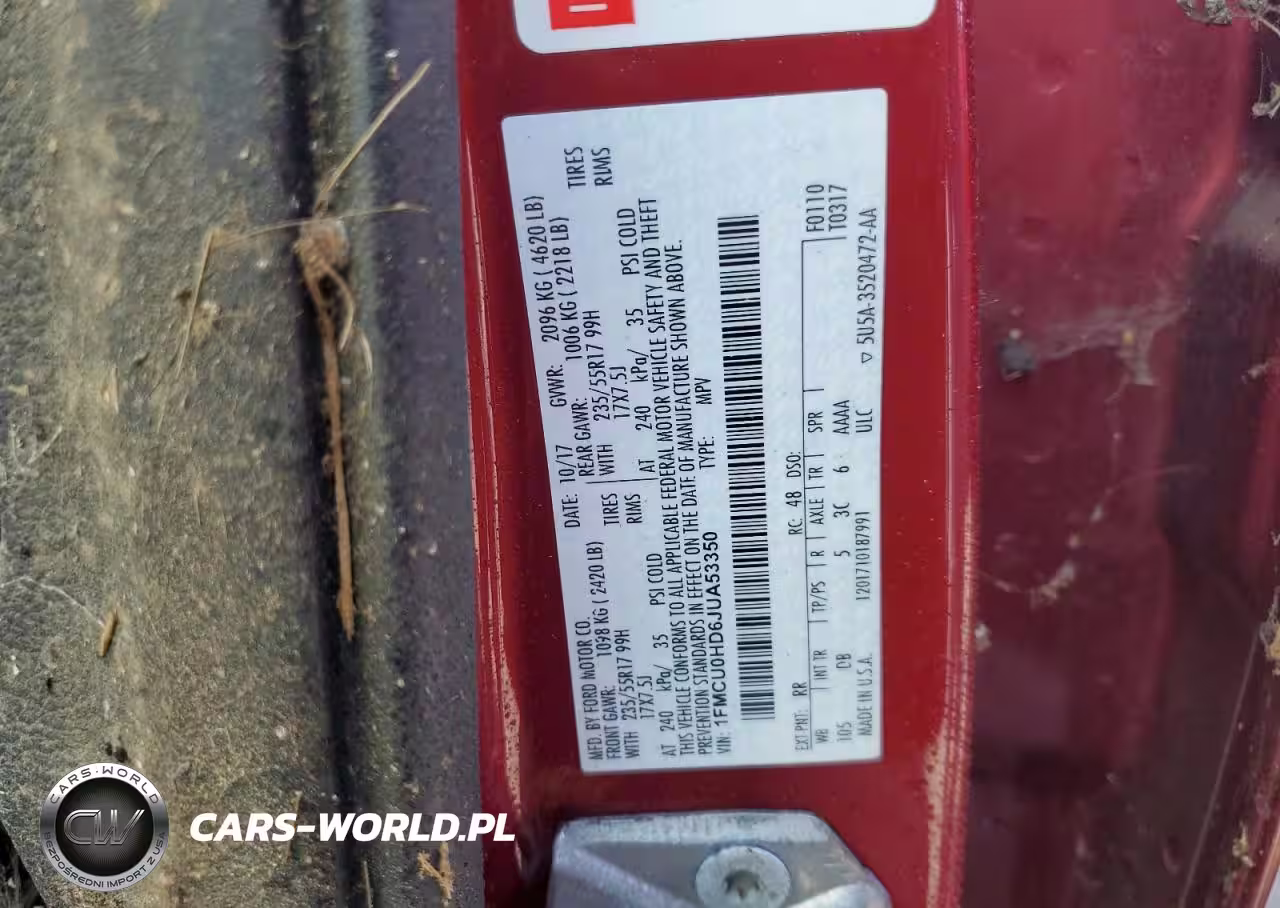 MFD. BY FORD MOTOR CO. DATE: 10/17 GVWR: 2096 KG ( 4620 LB)
FRONT GAWR: 1098 KG ( 2420 LB) REAR GAWR: 1006 KG ( 2218 LB)
WITH 235/55R17 99H TIRES WITH 235/55R17 99H TIRES
17X7.5J RIMS 17X7.5J RIMS
AT 240 kPa/ 35 PSI COLD AT 240 kPa/ 35 PSI COLD
THIS VEHICLE CONFORMS TO ALL APPLICABLE FEDERAL MOTOR VEHICLE SAFETY AND THEFT
PREVENTION STANDARDS IN EFFECT ON THE DATE OF MANUFACTURE SHOWN ABOVE.
VIN: 1FMCU0HD6JUA53350 TYPE: MPV
EXT PNT: RR RC: 48 DSO: F0110
WB INT TR TP/PS R AXLE TR SPR T0317
105 DB 5 3C 6 AAAA
MADE IN U.S.A. 1201710187991 ULC 5U5A-3520472-AA
CARS-WORLD
CW
BEZPOŚREDNI IMPORT Z USA
CARS-WORLD.PL